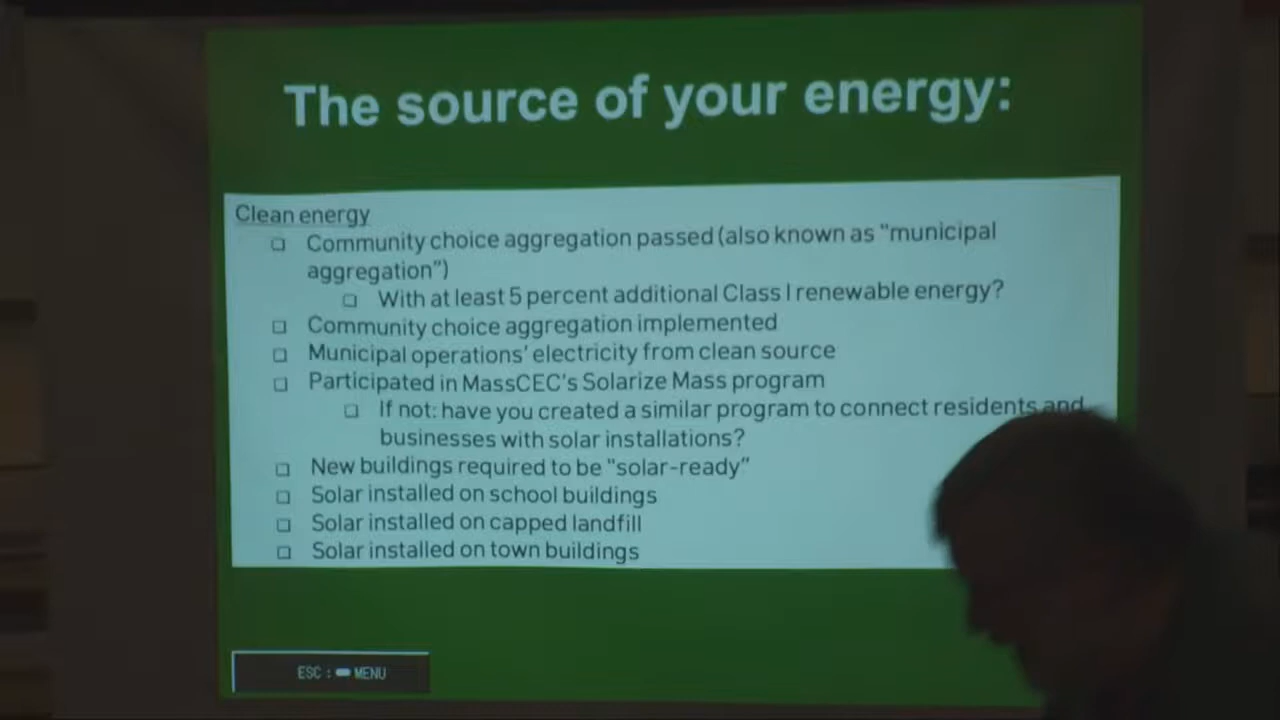 The source of your energy:
Clean energy
Community choice aggregation passed (also known as "municipal
aggregation")
With at least 5 percent additional Class I renewable energy?
Community choice aggregation implemented
Municipal operations' electricity from clean source
Participated in MassCEC's Solarize Mass program
If not: have you created a similar program to connect residents and
businesses with solar installations?
New buildings required to be "solar-ready"
Solar installed on school buildings
Solar installed on capped landfill
Solar installed on town buildings
ESC : MENU